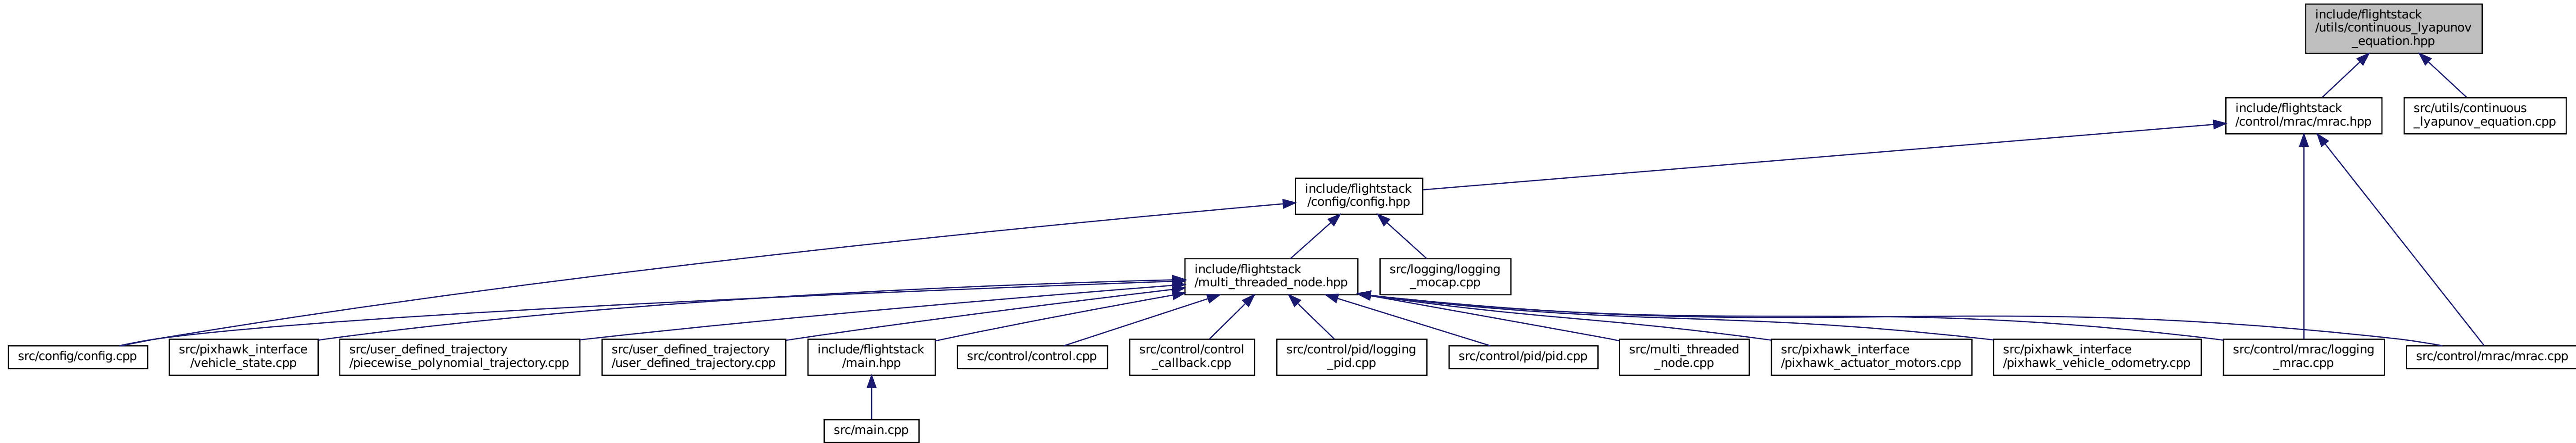 include/flightstack
/utils/continuous_lyapunov
_equation.hpp
include/flightstack
/control/mrac/mrac.hpp
src/utils/continuous
_lyapunov_equation.cpp
include/flightstack
/config/config.hpp
include/flightstack
/multi_threaded_node.hpp
src/logging/logging
_mocap.cpp
src/config/config.cpp
src/pixhawk_interface
/vehicle_state.cpp
src/user_defined_trajectory
/piecewise_polynomial_trajectory.cpp
src/user_defined_trajectory
/user_defined_trajectory.cpp
include/flightstack
/main.hpp
src/control/control.cpp
src/control/control
_callback.cpp
src/control/pid/logging
_pid.cpp
src/control/pid/pid.cpp
src/multi_threaded
_node.cpp
src/pixhawk_interface
/pixhawk_actuator_motors.cpp
src/pixhawk_interface
/pixhawk_vehicle_odometry.cpp
src/control/mrac/logging
_mrac.cpp
src/control/mrac/mrac.cpp
src/main.cpp